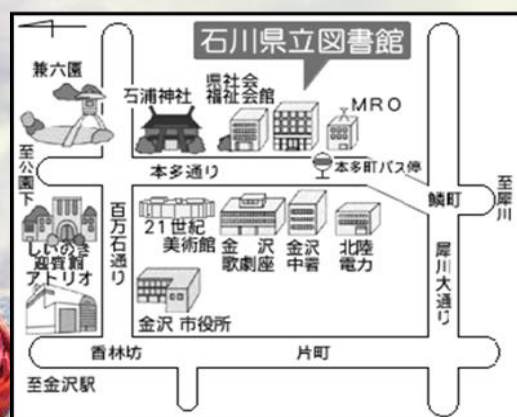 石川県立図書館
兼六園
石浦神社
県社会
福祉会館
MRO
至公園下
本多通り
本多町バス停
至犀川
鱗町
百万石通り
しいのき
迎賓館
アトリオ
21世紀
美術館
金沢
歌劇座
金沢
中署
北陸
電力
犀川大通り
金沢市役所
香林坊
片町
至金沢駅